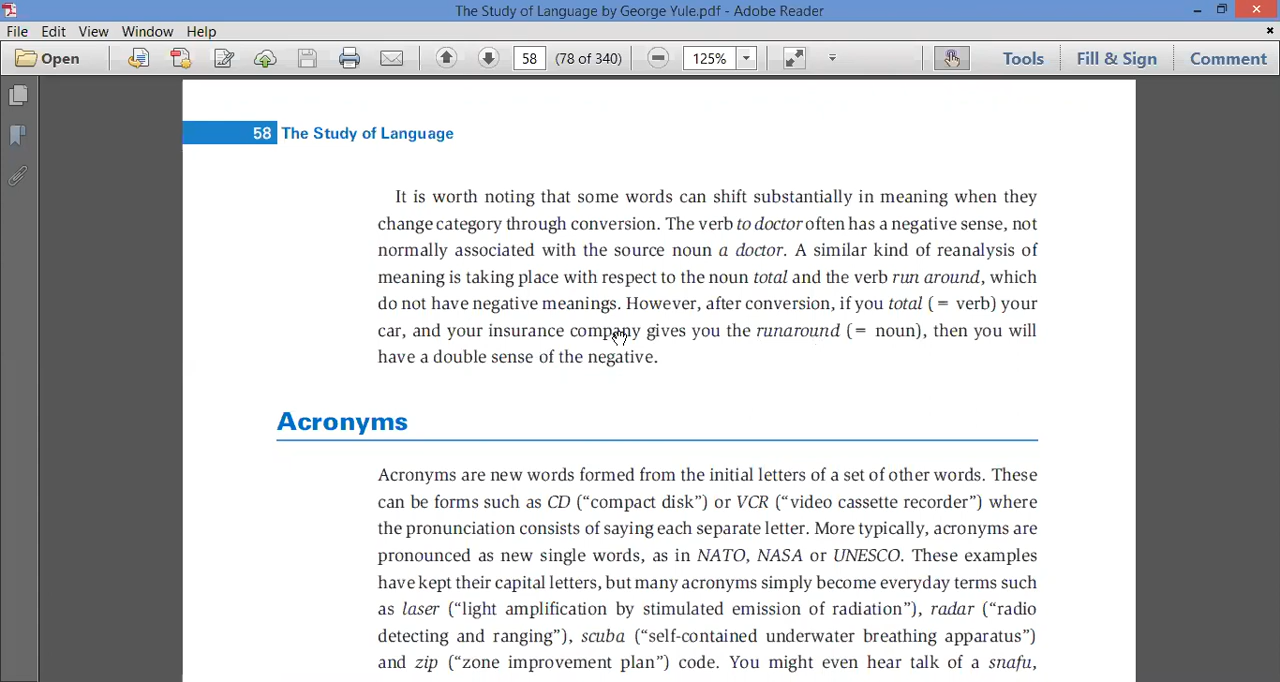 The Study of Language by George Yule.pdf - Adobe Reader
File Edit View Window Help
Open 58 (78 of 340) 125% Tools Fill & Sign Comment
58 The Study of Language
It is worth noting that some words can shift substantially in meaning when they
change category through conversion. The verb to doctor often has a negative sense, not
normally associated with the source noun a doctor. A similar kind of reanalysis of
meaning is taking place with respect to the noun total and the verb run around, which
do not have negative meanings. However, after conversion, if you total (= verb) your
car, and your insurance company gives you the runaround (= noun), then you will
have a double sense of the negative.
Acronyms
Acronyms are new words formed from the initial letters of a set of other words. These
can be forms such as CD (“compact disk”) or VCR (“video cassette recorder”) where
the pronunciation consists of saying each separate letter. More typically, acronyms are
pronounced as new single words, as in NATO, NASA or UNESCO. These examples
have kept their capital letters, but many acronyms simply become everyday terms such
as laser (“light amplification by stimulated emission of radiation”), radar (“radio
detecting and ranging”), scuba (“self-contained underwater breathing apparatus”)
and zip (“zone improvement plan”) code. You might even hear talk of a snafu,